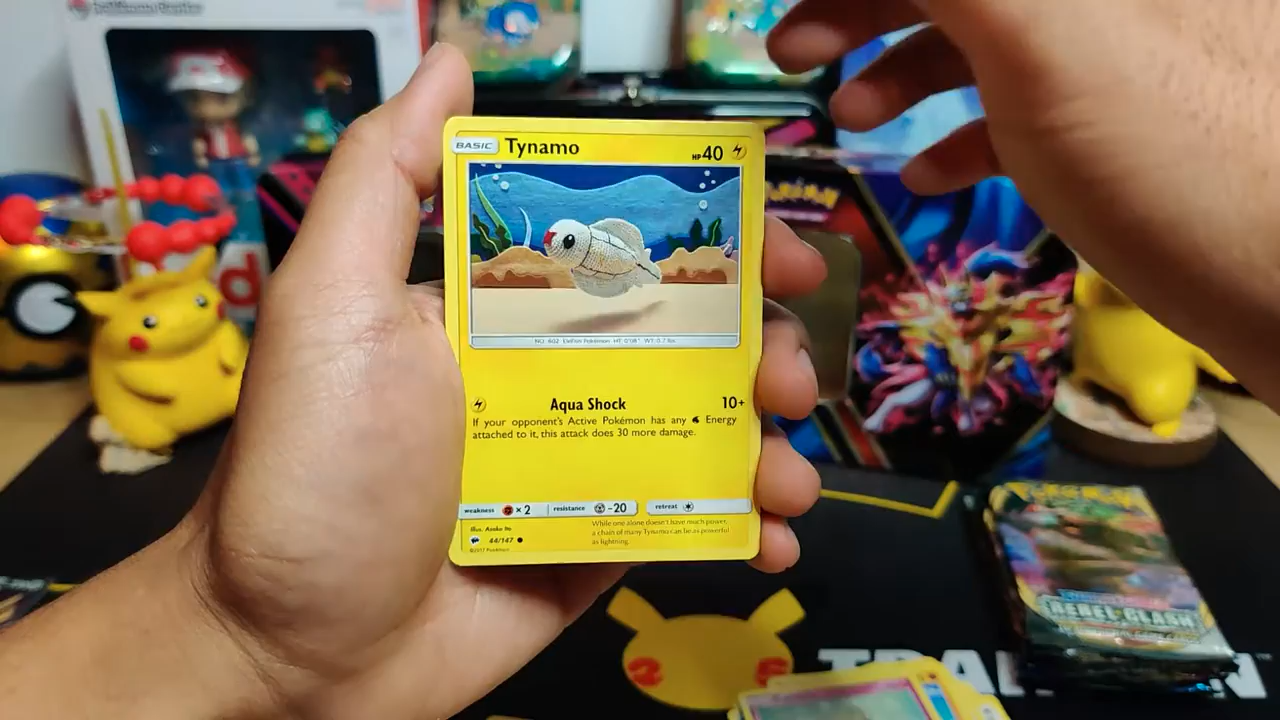 BASIC Tynamo HP 40
NO. 602 EleFish Pokémon HT: 0'08" WT: 0.7 lbs.
Aqua Shock 10+
If your opponent's Active Pokémon has any Energy
attached to it, this attack does 30 more damage.
weakness ×2 resistance -20 retreat
Illus. Asako Ito
While one alone doesn't have much power,
a chain of many Tynamo can be as powerful
as lightning.
44/147
©2017 Pokémon
Pokémon
REBEL CLASH